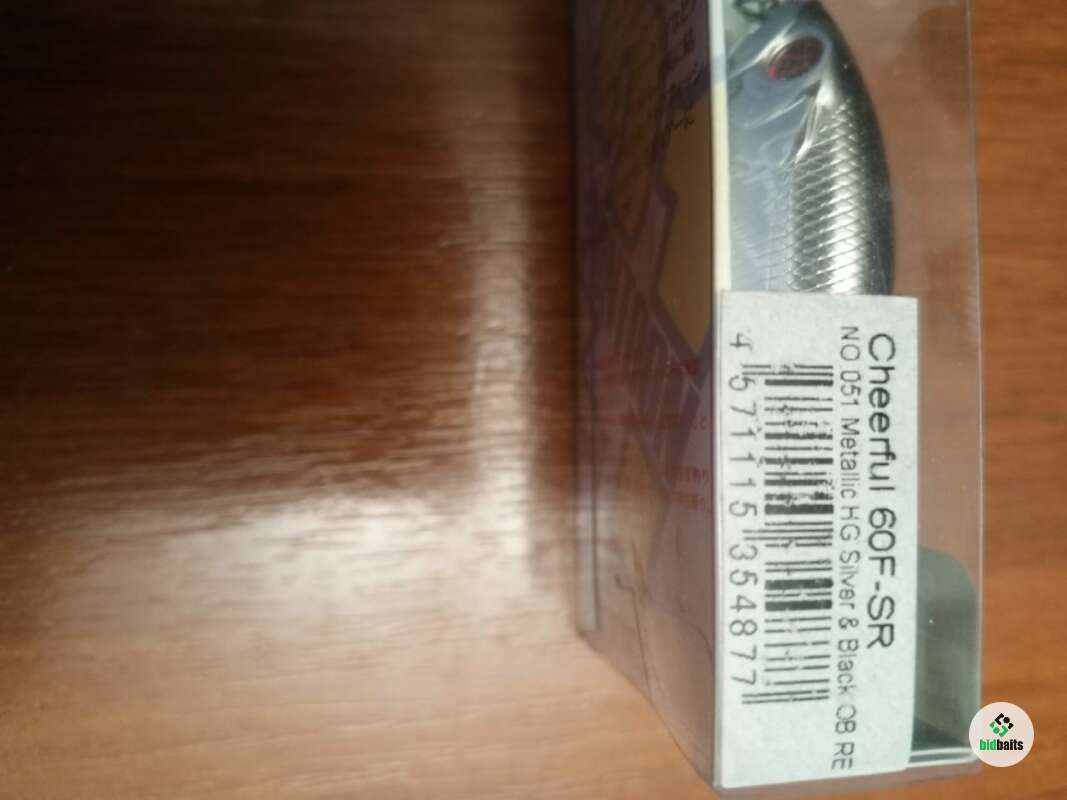 Cheerful 60F-SR
NO.051 Metallic HG Silver & Black OB RE
4 571115 354877
bidbaits